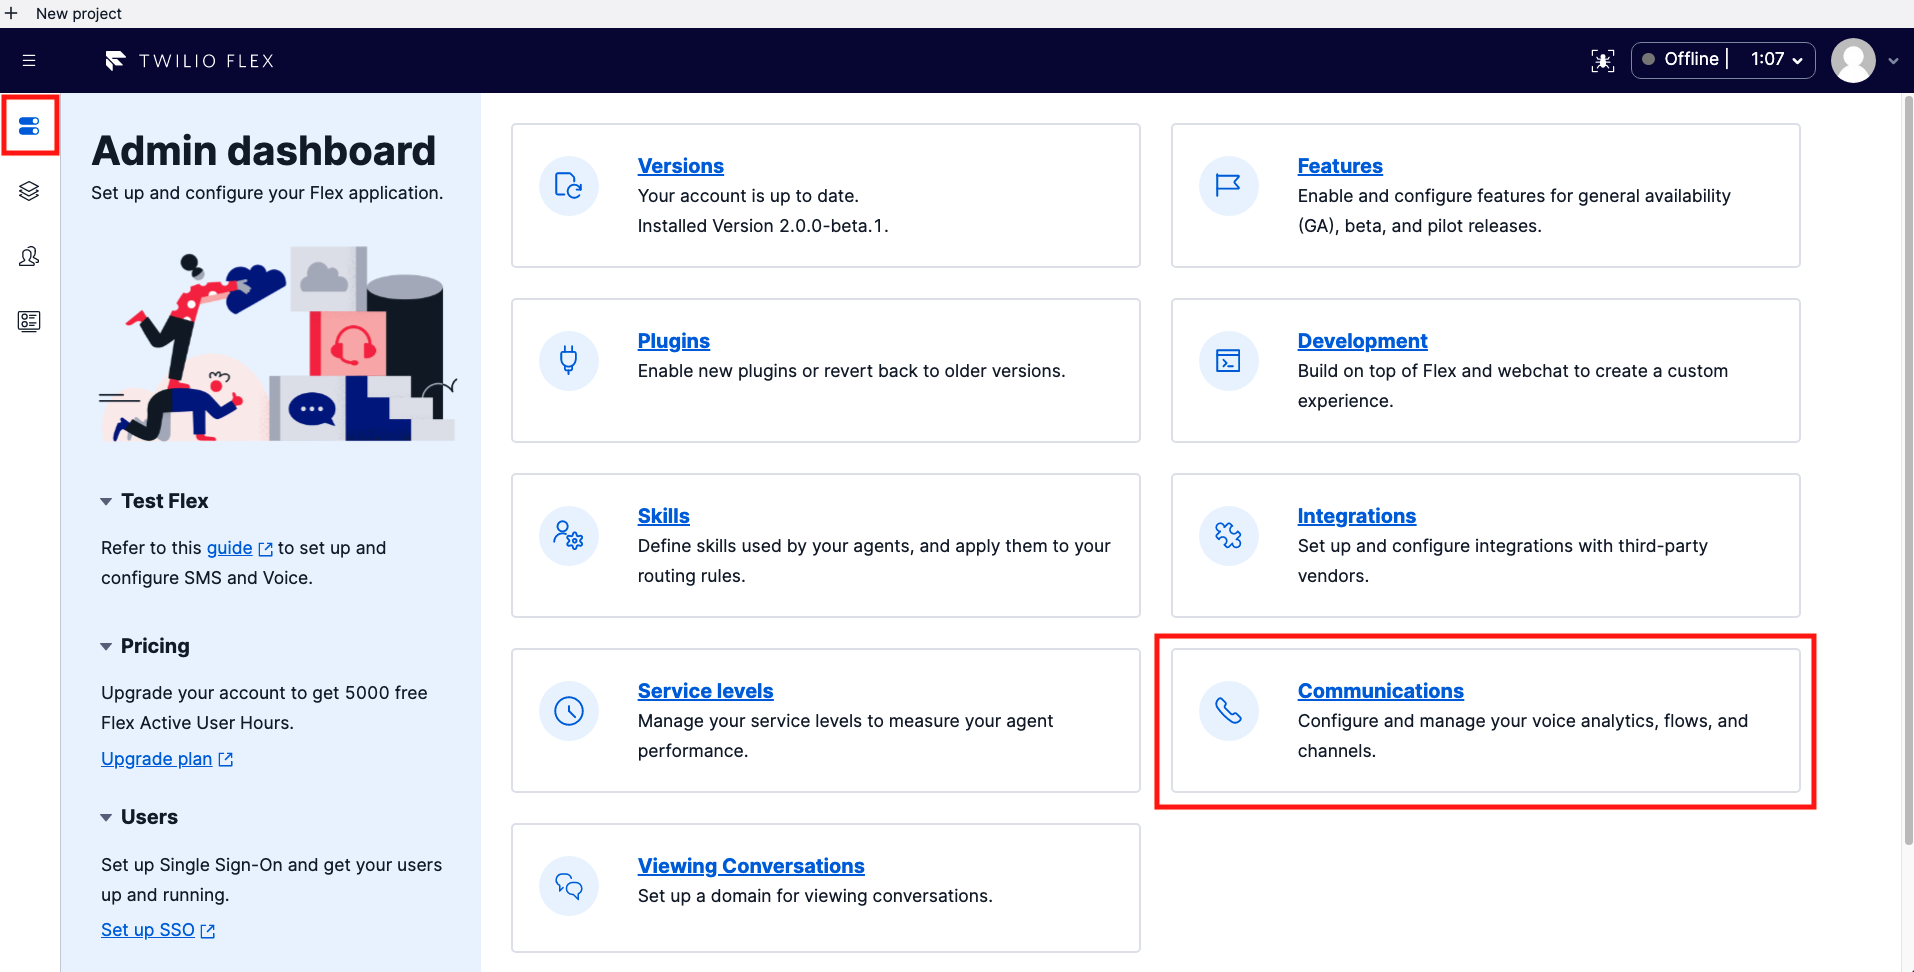 New project
TWILIO FLEX
Offline | 1:07
Admin dashboard
Set up and configure your Flex application.
Test Flex
Refer to this guide to set up and
configure SMS and Voice.
Pricing
Upgrade your account to get 5000 free
Flex Active User Hours.
Upgrade plan
Users
Set up Single Sign-On and get your users
up and running.
Set up SSO
Versions
Your account is up to date.
Installed Version 2.0.0-beta.1.
Features
Enable and configure features for general availability
(GA), beta, and pilot releases.
Plugins
Enable new plugins or revert back to older versions.
Development
Build on top of Flex and webchat to create a custom
experience.
Skills
Define skills used by your agents, and apply them to your
routing rules.
Integrations
Set up and configure integrations with third-party
vendors.
Service levels
Manage your service levels to measure your agent
performance.
Communications
Configure and manage your voice analytics, flows, and
channels.
Viewing Conversations
Set up a domain for viewing conversations.